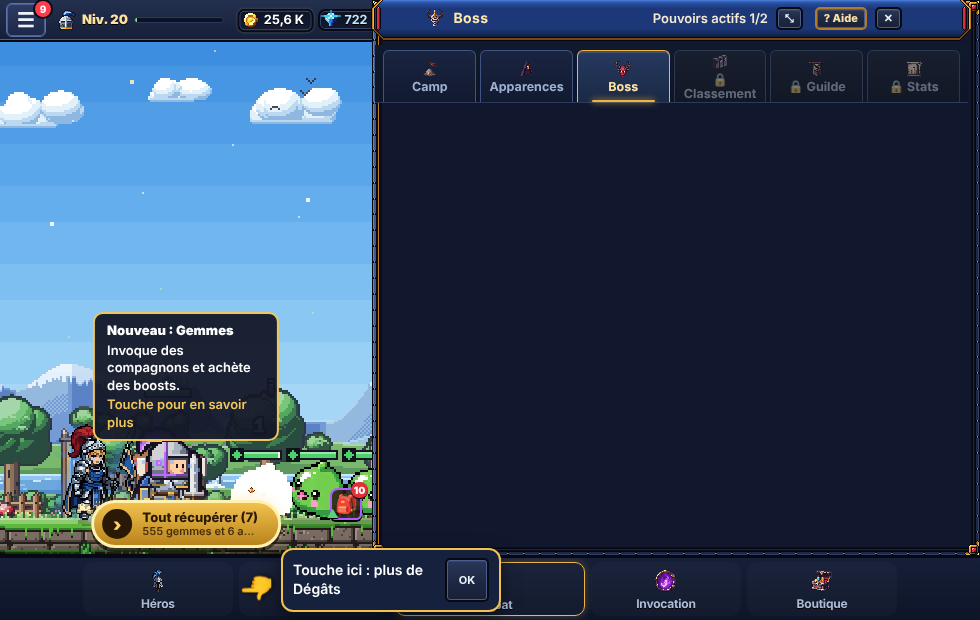 9
Niv. 20
25,6 K
722
Boss
Pouvoirs actifs 1/2
? Aide
Camp
Apparences
Boss
Classement
Guilde
Stats
Nouveau : Gemmes
Invoque des
compagnons et achète
des boosts.
Touche pour en savoir
plus
10
Tout récupérer (7)
555 gemmes et 6 a...
Touche ici : plus de
Dégâts
OK
Héros
Invocation
Boutique